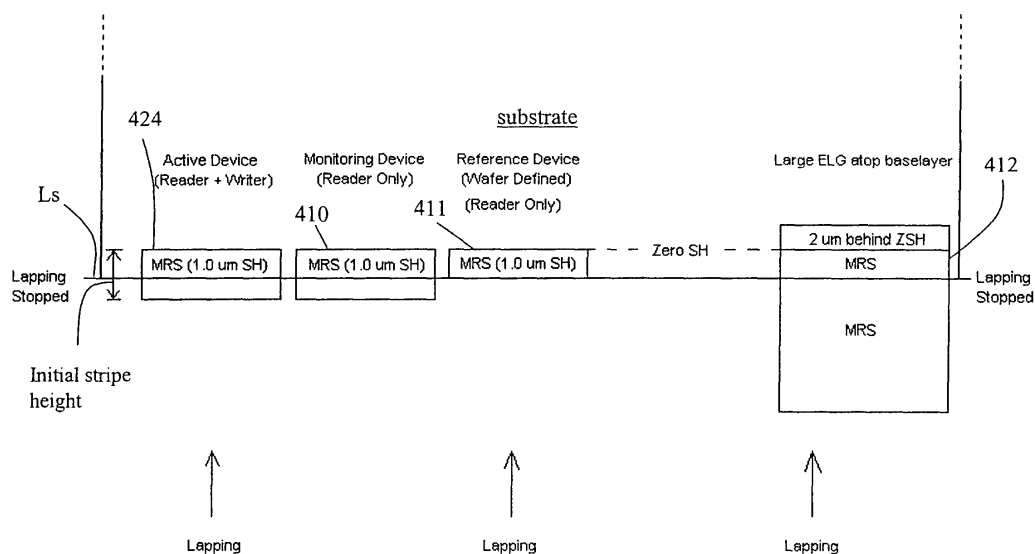 substrate
424
Active Device
(Reader + Writer)
Monitoring Device
(Reader Only)
Reference Device
(Wafer Defined)
(Reader Only)
Large ELG atop baselayer
412
410
411
Ls
2 um behind ZSH
Zero SH
MRS (1.0 um SH)
MRS (1.0 um SH)
MRS (1.0 um SH)
MRS
Lapping
Stopped
Lapping
Stopped
MRS
Initial stripe
height
Lapping
Lapping
Lapping